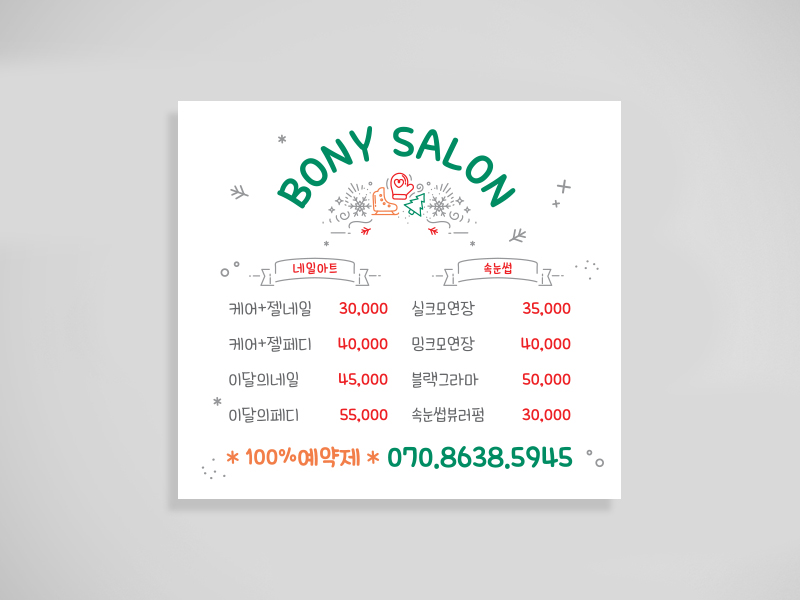 BONY SALON
네일아트
케어+젤네일 30,000
케어+젤페디 40,000
이달의네일 45,000
이달의페디 55,000
속눈썹
실크모연장 35,000
밍크모연장 40,000
블랙그라마 50,000
속눈썹뷰러펌 30,000
* 100%예약제 * 070.8638.5945